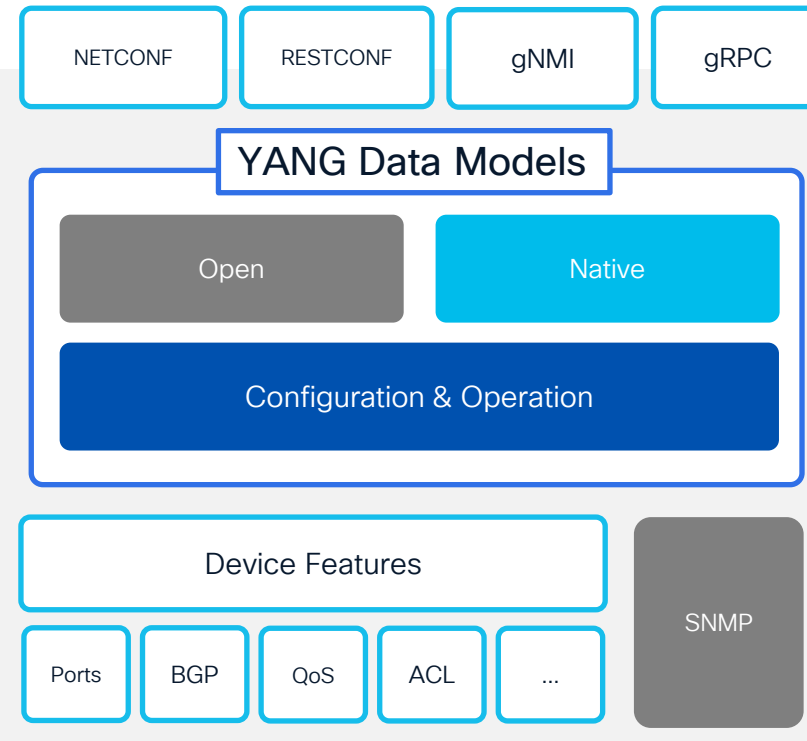 NETCONF
RESTCONF
gNMI
gRPC
YANG Data Models
Open
Native
Configuration & Operation
Device Features
SNMP
Ports
BGP
QoS
ACL
...